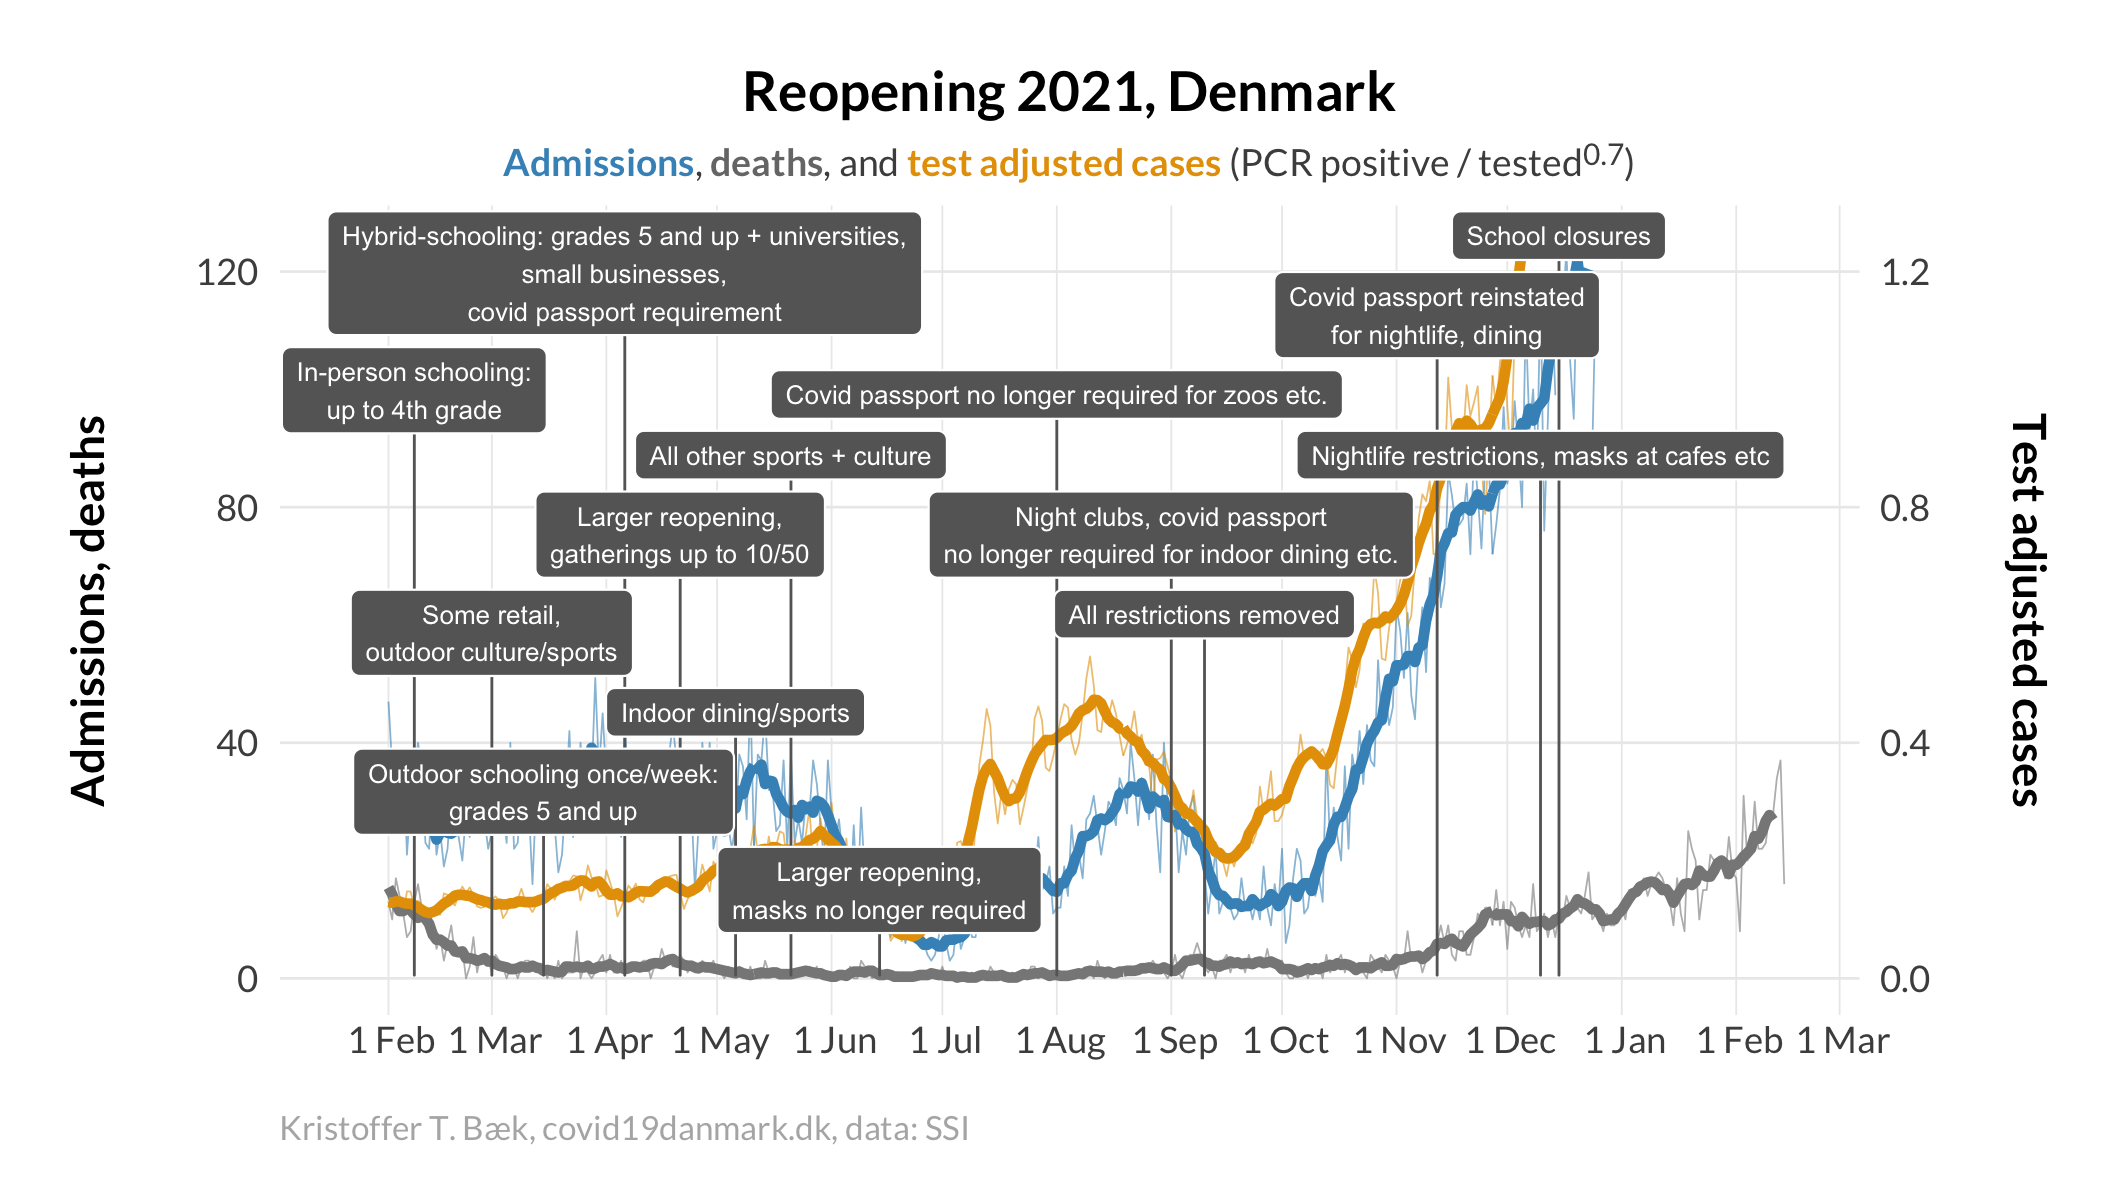 Reopening 2021, Denmark
Admissions, deaths, and test adjusted cases (PCR positive / tested^0.7)
Hybrid-schooling: grades 5 and up + universities,
small businesses,
covid passport requirement
School closures
Covid passport reinstated
for nightlife, dining
In-person schooling:
up to 4th grade
Covid passport no longer required for zoos etc.
All other sports + culture
Nightlife restrictions, masks at cafes etc
Larger reopening,
gatherings up to 10/50
Night clubs, covid passport
no longer required for indoor dining etc.
Some retail,
outdoor culture/sports
All restrictions removed
Indoor dining/sports
Outdoor schooling once/week:
grades 5 and up
Larger reopening,
masks no longer required
Admissions, deaths
120
80
40
0
Test adjusted cases
1.2
0.8
0.4
0.0
1 Feb 1 Mar 1 Apr 1 May 1 Jun 1 Jul 1 Aug 1 Sep 1 Oct 1 Nov 1 Dec 1 Jan 1 Feb 1 Mar
Kristoffer T. Bæk, covid19danmark.dk, data: SSI